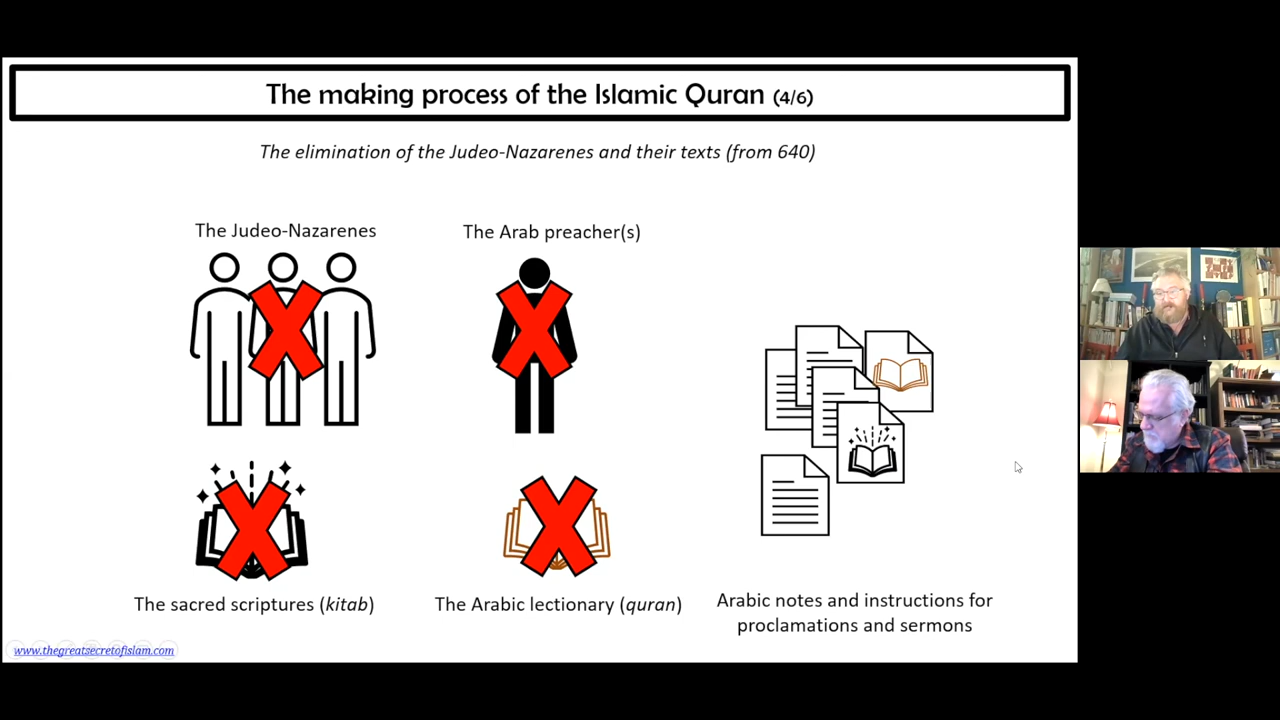 The making process of the Islamic Quran (4/6)
The elimination of the Judeo-Nazarenes and their texts (from 640)
The Judeo-Nazarenes
The Arab preacher(s)
The sacred scriptures (kitab)
The Arabic lectionary (quran)
Arabic notes and instructions for
proclamations and sermons
www.thegreatsecretofislam.com